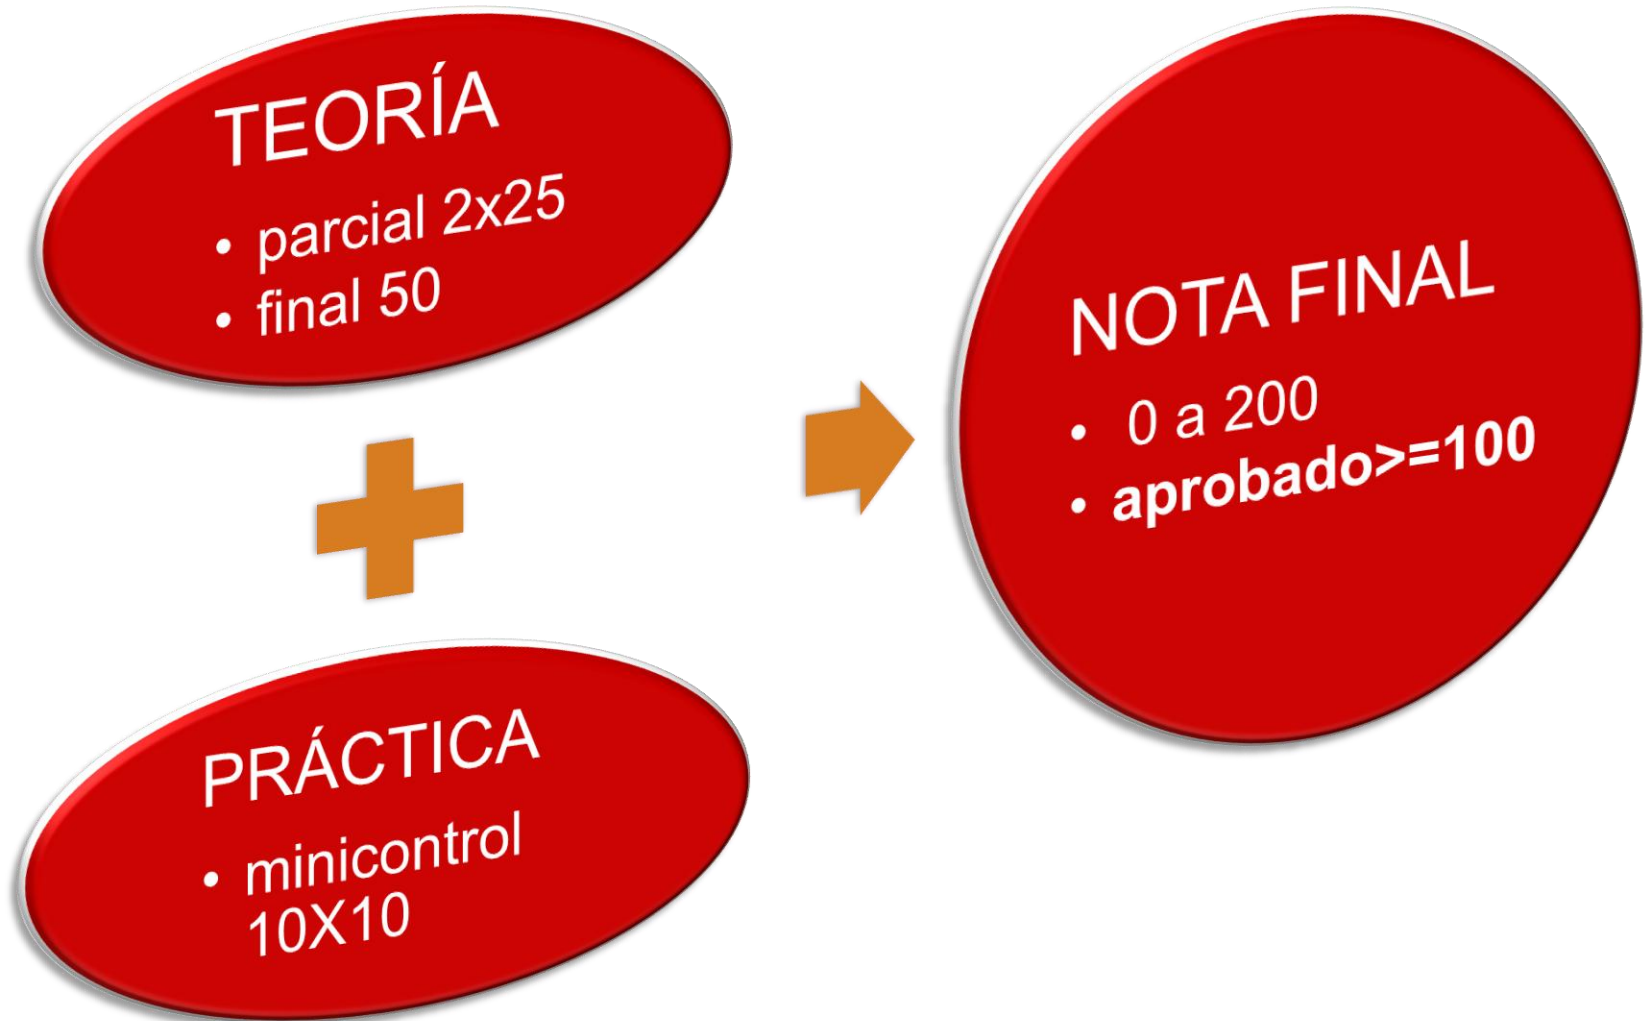 TEORÍA
• parcial 2x25
• final 50
PRÁCTICA
• minicontrol
10X10
NOTA FINAL
• 0 a 200
• aprobado>=100